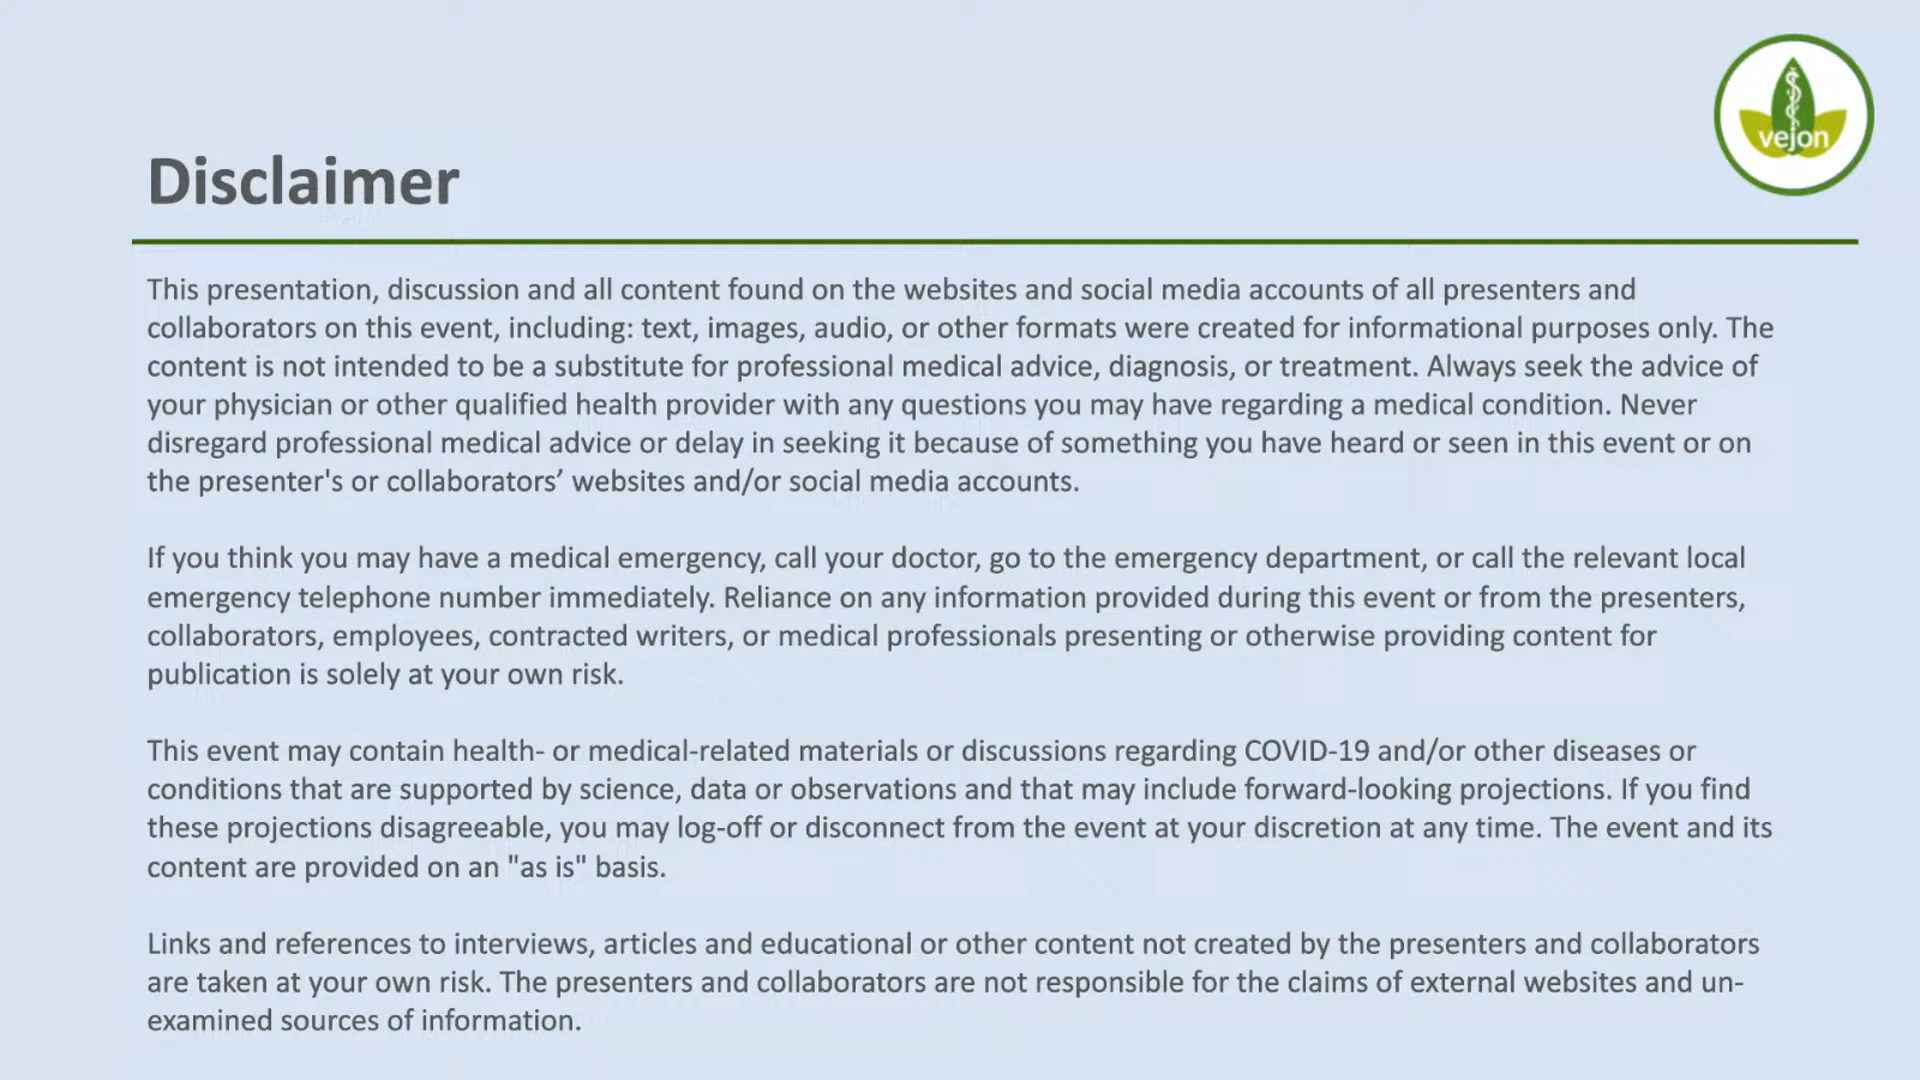 vejon
Disclaimer
This presentation, discussion and all content found on the websites and social media accounts of all presenters and
collaborators on this event, including: text, images, audio, or other formats were created for informational purposes only. The
content is not intended to be a substitute for professional medical advice, diagnosis, or treatment. Always seek the advice of
your physician or other qualified health provider with any questions you may have regarding a medical condition. Never
disregard professional medical advice or delay in seeking it because of something you have heard or seen in this event or on
the presenter's or collaborators’ websites and/or social media accounts.
If you think you may have a medical emergency, call your doctor, go to the emergency department, or call the relevant local
emergency telephone number immediately. Reliance on any information provided during this event or from the presenters,
collaborators, employees, contracted writers, or medical professionals presenting or otherwise providing content for
publication is solely at your own risk.
This event may contain health- or medical-related materials or discussions regarding COVID-19 and/or other diseases or
conditions that are supported by science, data or observations and that may include forward-looking projections. If you find
these projections disagreeable, you may log-off or disconnect from the event at your discretion at any time. The event and its
content are provided on an "as is" basis.
Links and references to interviews, articles and educational or other content not created by the presenters and collaborators
are taken at your own risk. The presenters and collaborators are not responsible for the claims of external websites and un-
examined sources of information.